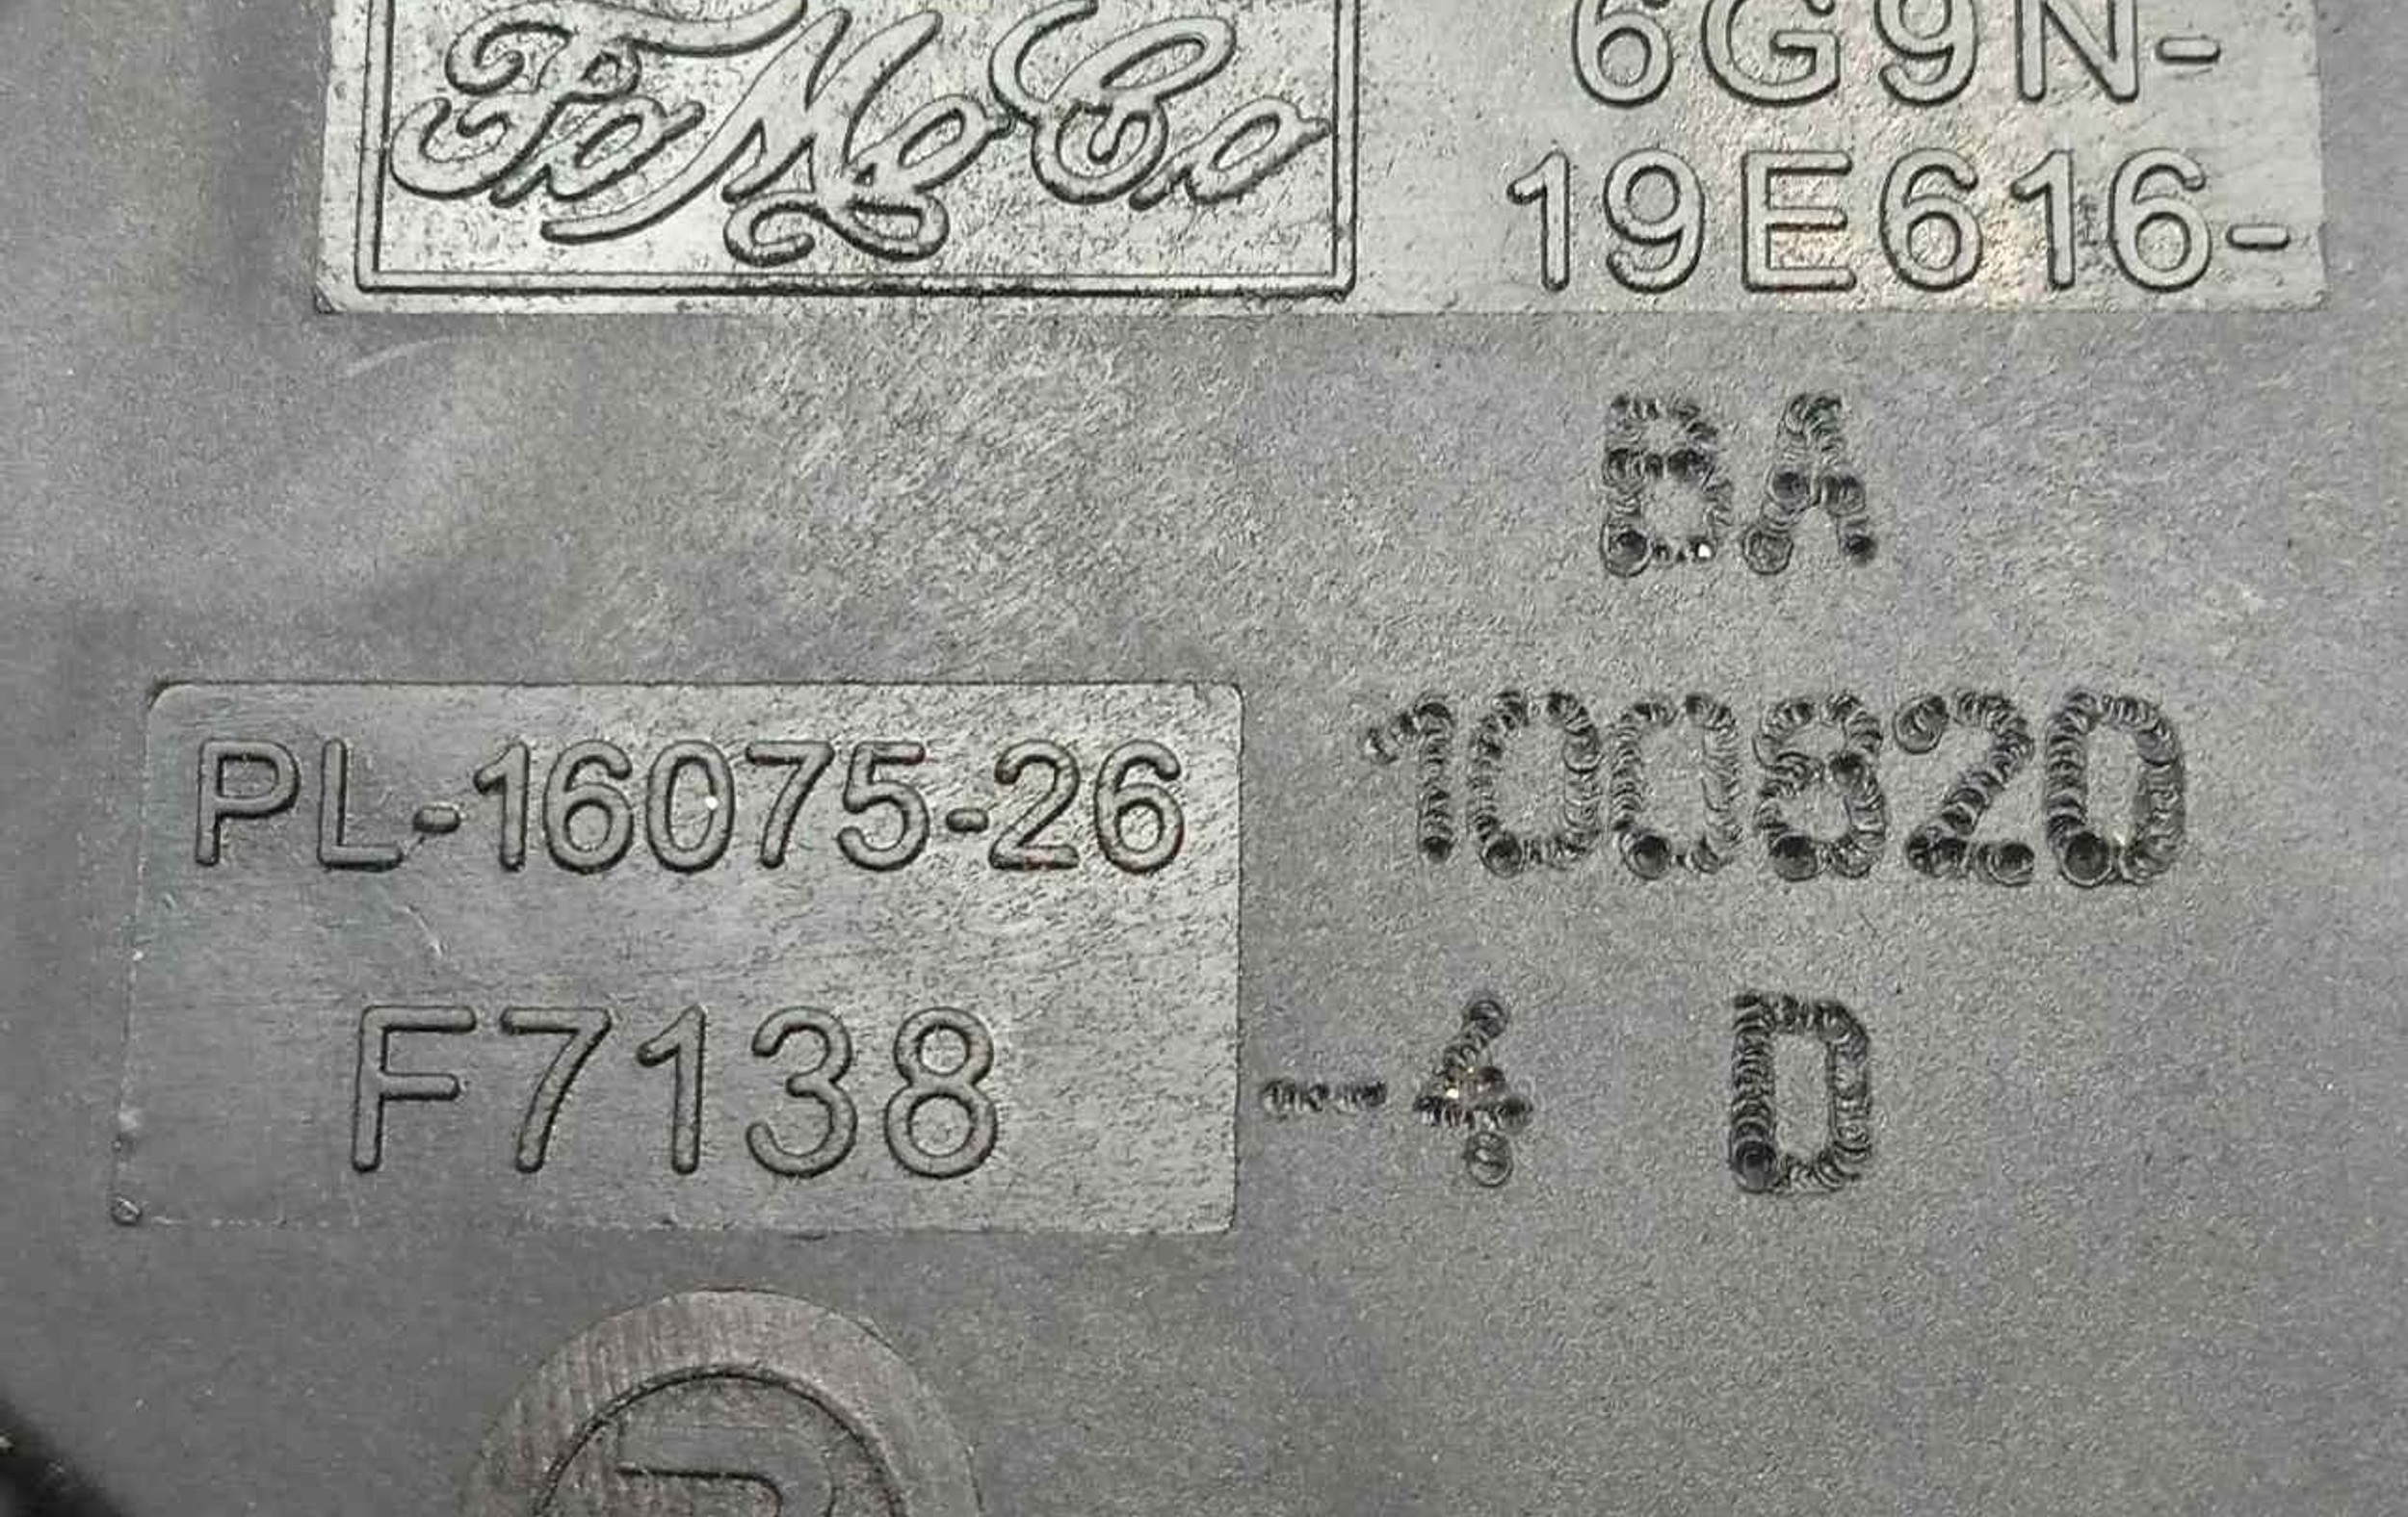 FoMoCo
6G9N-
19E616-
BA
PL-16075-26
100820
F7138
-4 D